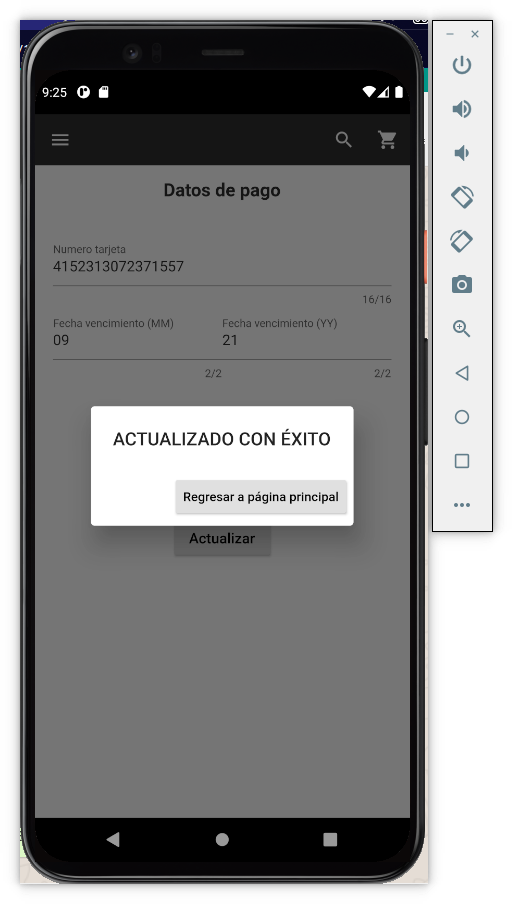 9:25
Datos de pago
Numero tarjeta
4152313072371557
16/16
Fecha vencimiento (MM) Fecha vencimiento (YY)
09 21
2/2 2/2
ACTUALIZADO CON ÉXITO
Regresar a página principal
Actualizar